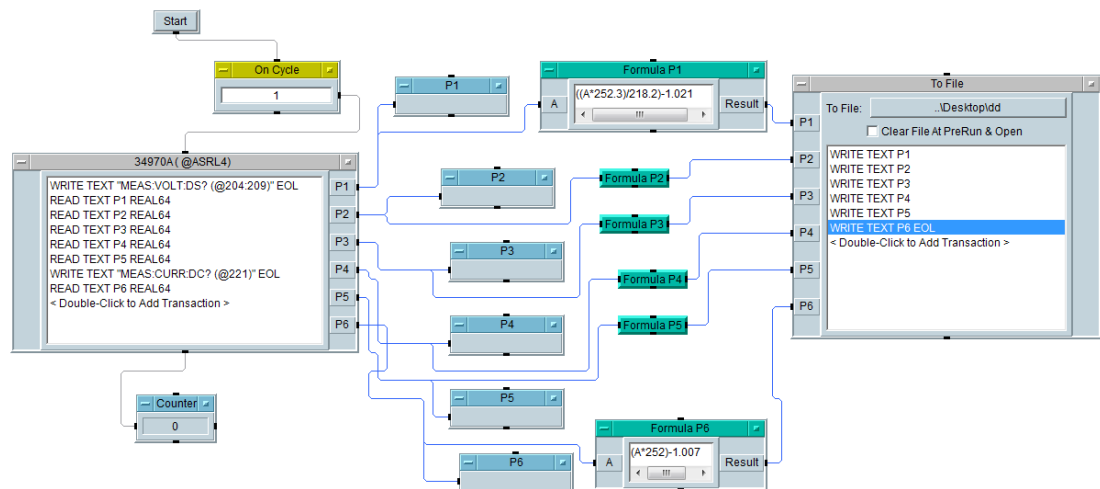 Start
On Cycle
1
34970A ( @ASRL4)
WRITE TEXT "MEAS:VOLT:DS? (@204:209)" EOL
READ TEXT P1 REAL64
READ TEXT P2 REAL64
READ TEXT P3 REAL64
READ TEXT P4 REAL64
READ TEXT P5 REAL64
WRITE TEXT "MEAS:CURR:DC? (@221)" EOL
READ TEXT P6 REAL64
< Double-Click to Add Transaction >
P1
P2
P3
P4
P5
P6
Counter
0
P1
P2
P3
P4
P5
P6
Formula P1
A
((A*252.3)/218.2)-1.021
Result
Formula P2
Formula P3
Formula P4
Formula P5
Formula P6
A
(A*252)-1.007
Result
To File
To File:
..\Desktop\dd
Clear File At PreRun & Open
P1
P2
P3
P4
P5
P6
WRITE TEXT P1
WRITE TEXT P2
WRITE TEXT P3
WRITE TEXT P4
WRITE TEXT P5
WRITE TEXT P6 EOL
< Double-Click to Add Transaction >